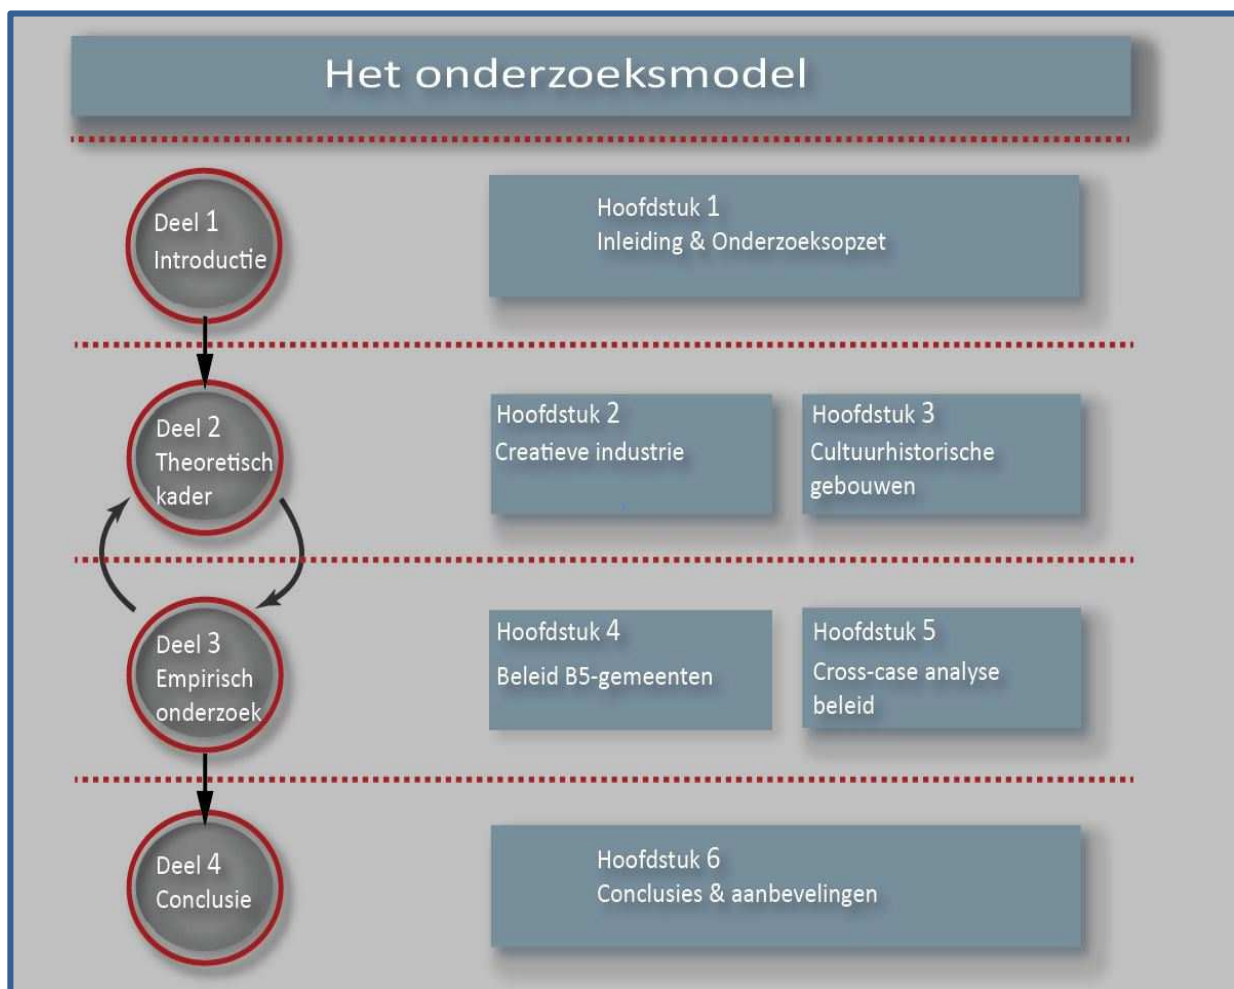 Het onderzoeksmodel
Deel 1
Introductie
Hoofdstuk 1
Inleiding & Onderzoeksopzet
Deel 2
Theoretisch
kader
Hoofdstuk 2
Creatieve industrie
Hoofdstuk 3
Cultuurhistorische
gebouwen
Deel 3
Empirisch
onderzoek
Hoofdstuk 4
Beleid B5-gemeenten
Hoofdstuk 5
Cross-case analyse
beleid
Deel 4
Conclusie
Hoofdstuk 6
Conclusies & aanbevelingen